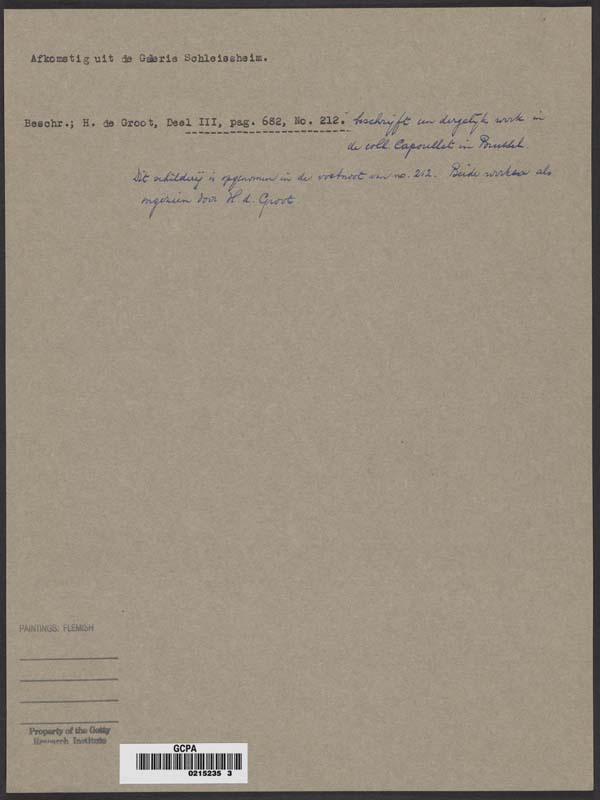 Afkomstig uit de Galerie Schleissheim.
Beschr.; H. de Groot, Deel III, pag. 682, No. 212. beschrijft een dergelijk werk in
de coll. Capouillet in Brussel.
Dit schilderij is opgenomen in de voetnoot van no. 212. Beide werken als
ongezien door H. d. Groot
PAINTINGS: FLEMISH
Property of the Getty
Research Institute
GCPA
0215235 3